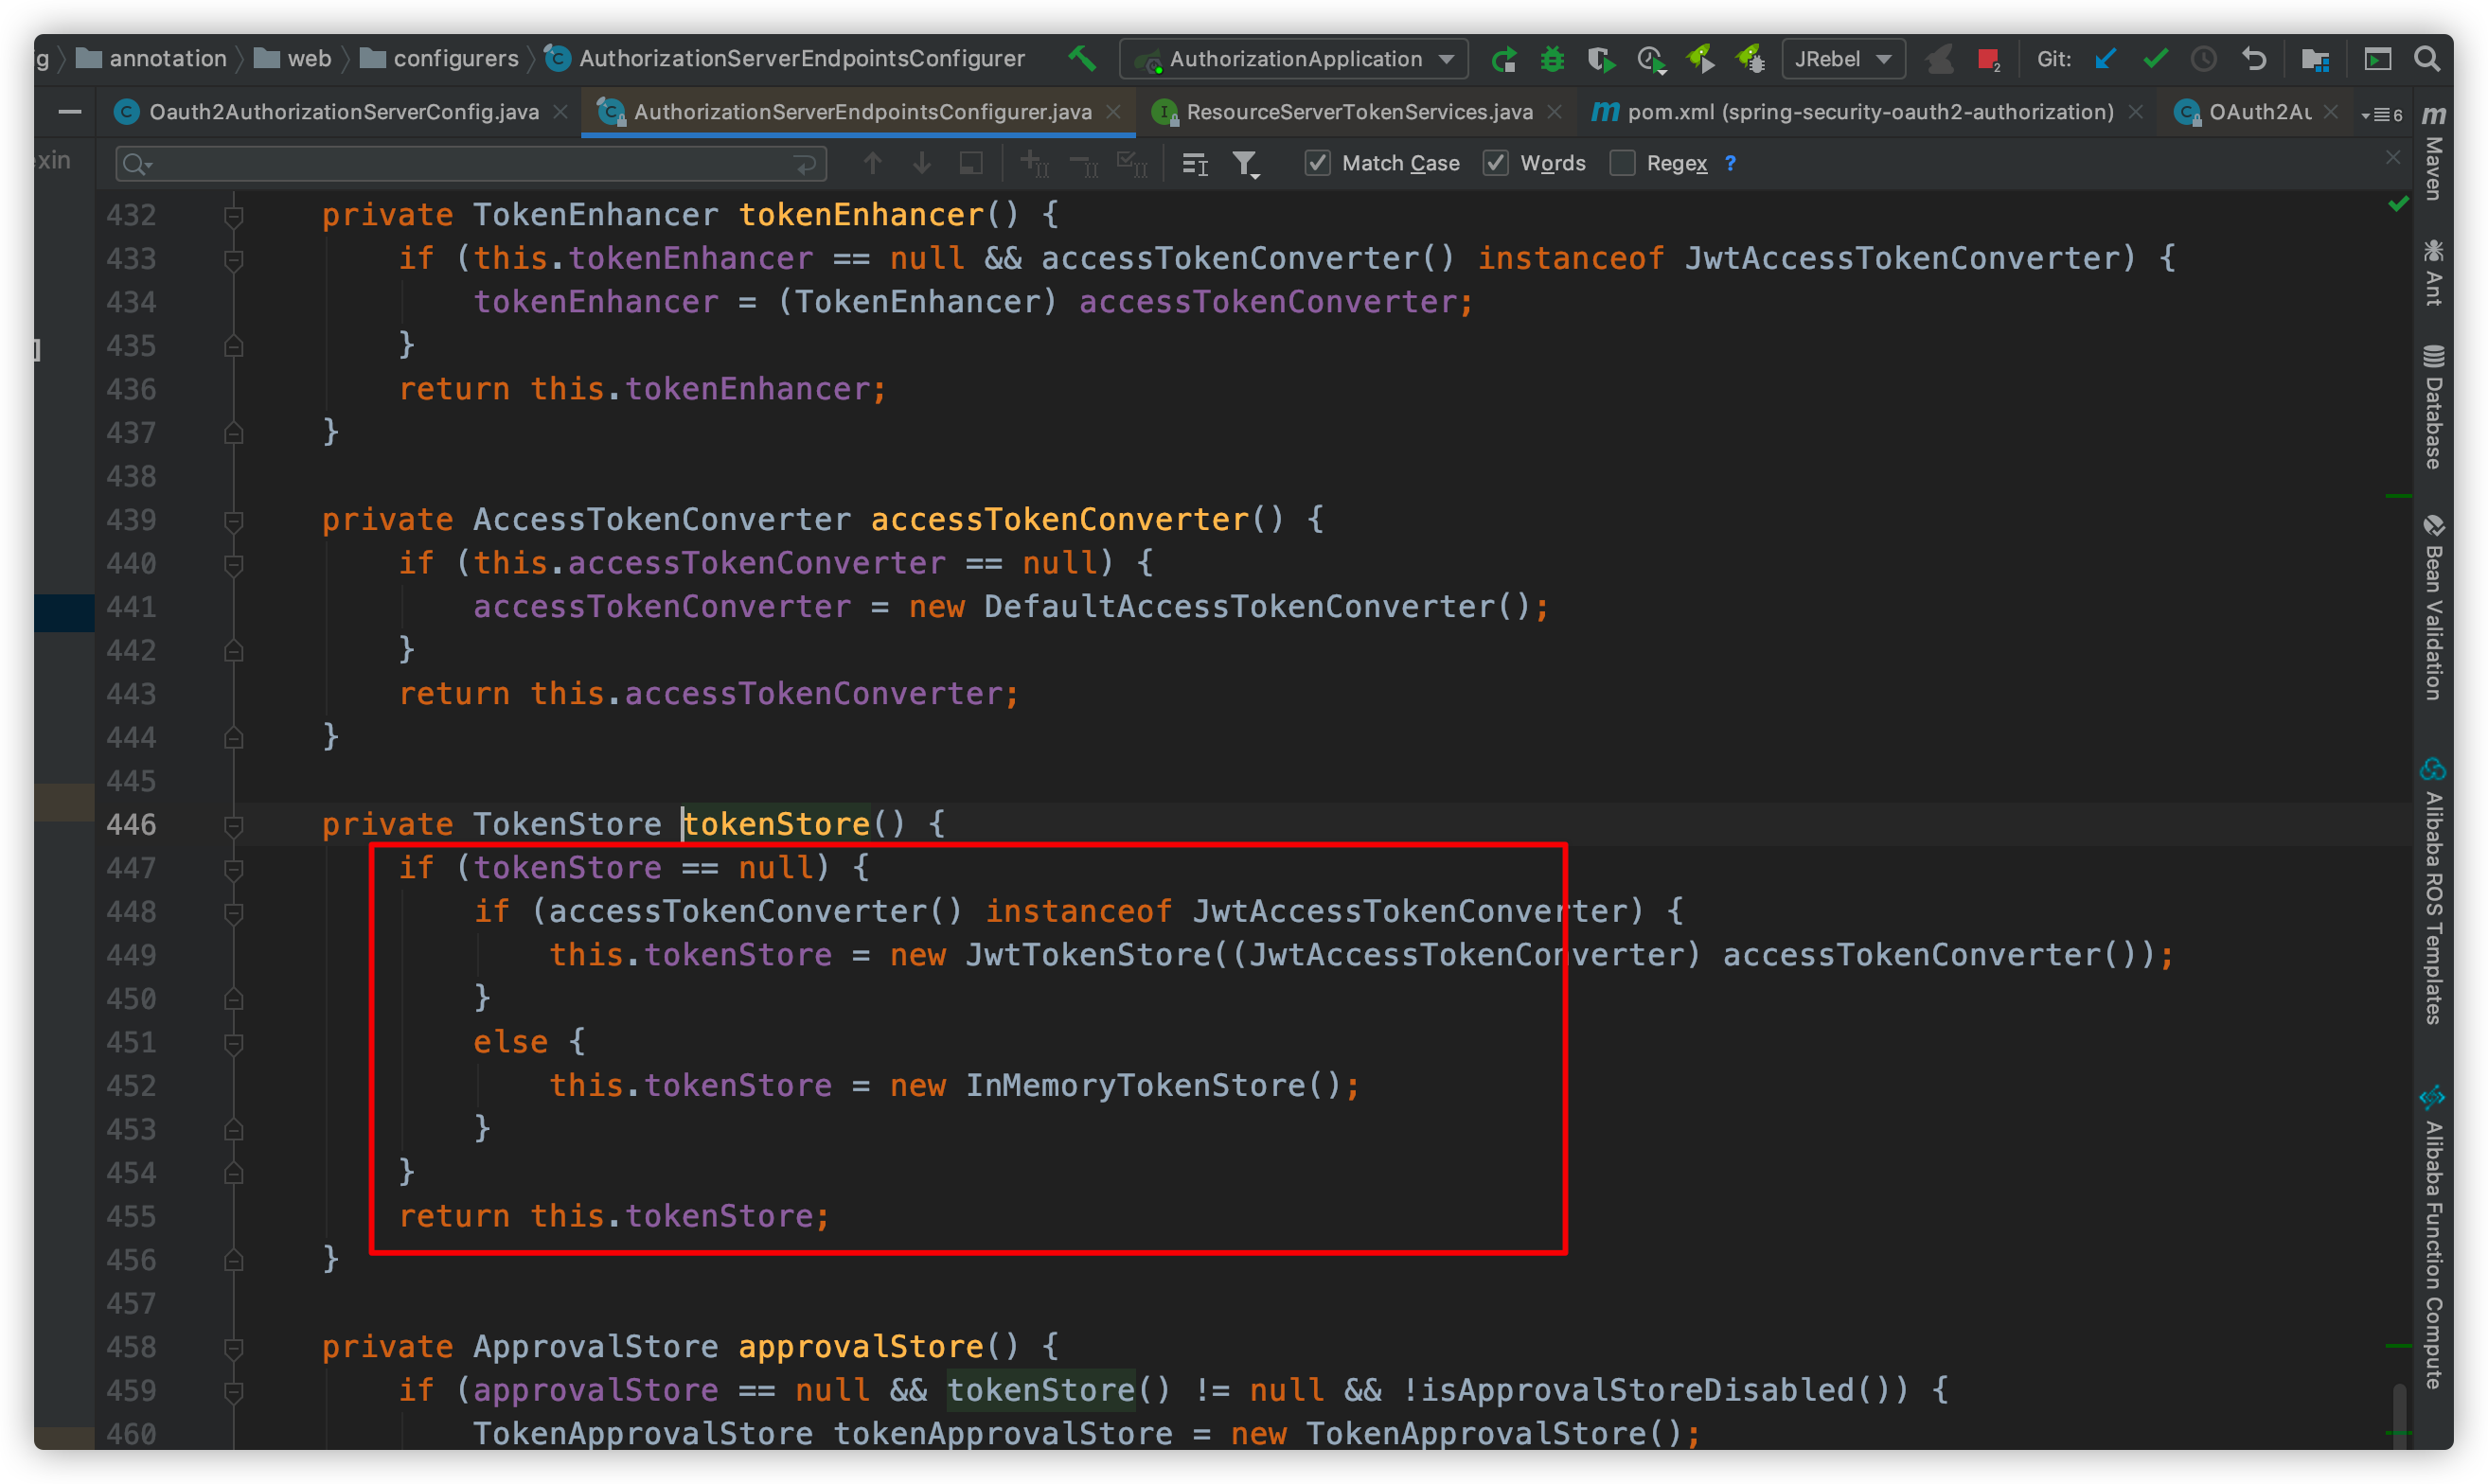 g annotation web configurers AuthorizationServerEndpointsConfigurer AuthorizationApplication JRebel 2 Git:
Oauth2AuthorizationServerConfig.java AuthorizationServerEndpointsConfigurer.java ResourceServerTokenServices.java pom.xml (spring-security-oauth2-authorization) OAuth2Au 6
exin Match Case Words Regex ?
432 private TokenEnhancer tokenEnhancer() {
433 if (this.tokenEnhancer == null && accessTokenConverter() instanceof JwtAccessTokenConverter) {
434 tokenEnhancer = (TokenEnhancer) accessTokenConverter;
435 }
436 return this.tokenEnhancer;
437 }
438
439 private AccessTokenConverter accessTokenConverter() {
440 if (this.accessTokenConverter == null) {
441 accessTokenConverter = new DefaultAccessTokenConverter();
442 }
443 return this.accessTokenConverter;
444 }
445
446 private TokenStore tokenStore() {
447 if (tokenStore == null) {
448 if (accessTokenConverter() instanceof JwtAccessTokenConverter) {
449 this.tokenStore = new JwtTokenStore((JwtAccessTokenConverter) accessTokenConverter());
450 }
451 else {
452 this.tokenStore = new InMemoryTokenStore();
453 }
454 }
455 return this.tokenStore;
456 }
457
458 private ApprovalStore approvalStore() {
459 if (approvalStore == null && tokenStore() != null && !isApprovalStoreDisabled()) {
460 TokenApprovalStore tokenApprovalStore = new TokenApprovalStore();
m Maven
Ant
Database
Bean Validation
Alibaba ROS Templates
Alibaba Function Compute